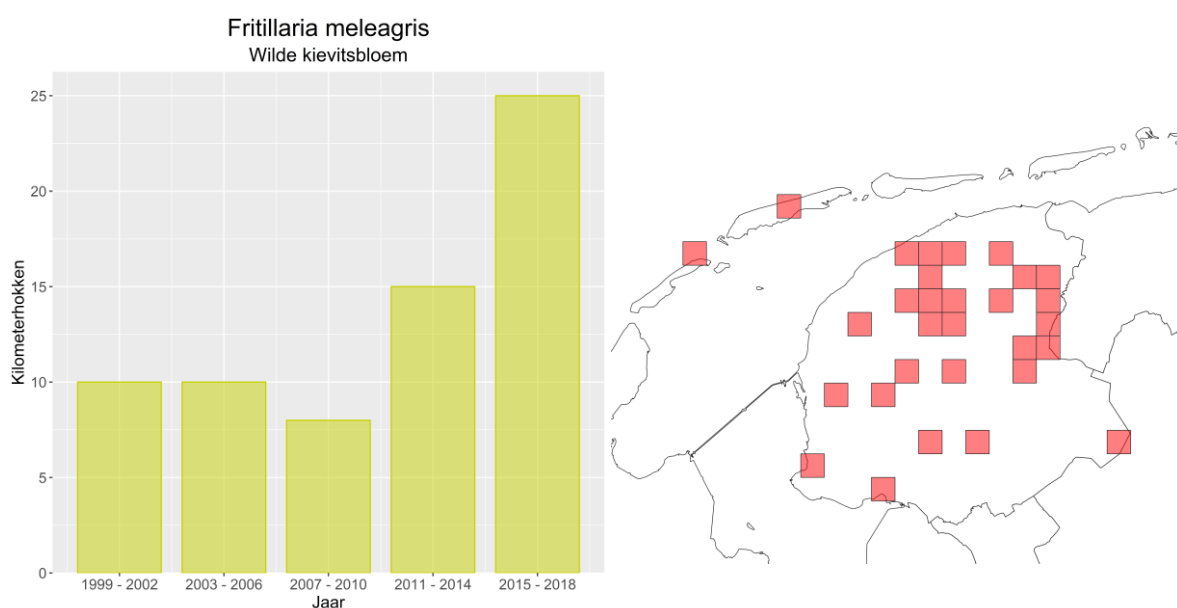 Fritillaria meleagris
Wilde kievitsbloem
Kilometerhokken
25
20
15
10
5
0
1999 - 2002 2003 - 2006 2007 - 2010 2011 - 2014 2015 - 2018
Jaar